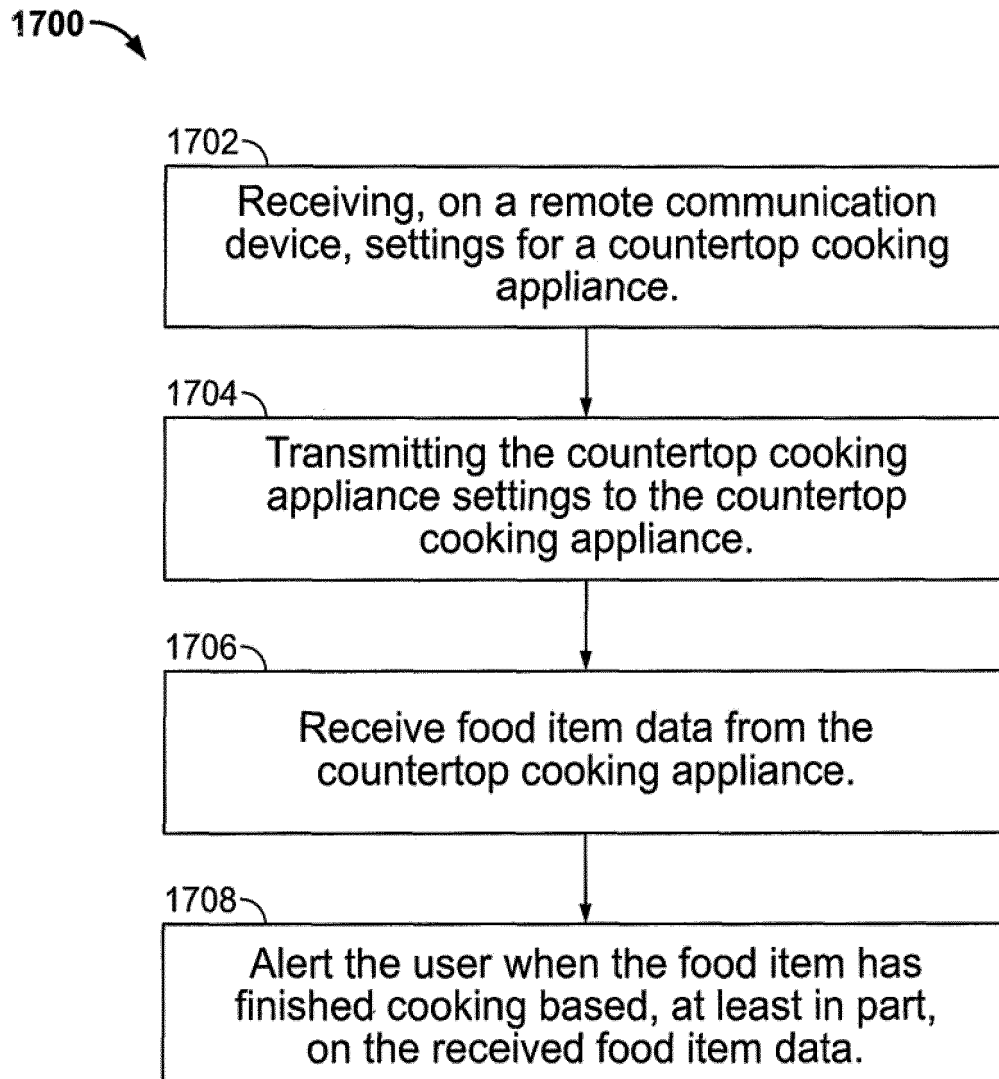 1700
1702
Receiving, on a remote communication
device, settings for a countertop cooking
appliance.
1704
Transmitting the countertop cooking
appliance settings to the countertop
cooking appliance.
1706
Receive food item data from the
countertop cooking appliance.
1708
Alert the user when the food item has
finished cooking based, at least in part,
on the received food item data.